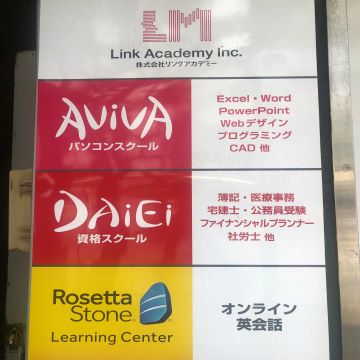 LM
Link Academy Inc.
株式会社リンクアカデミー
AViVA
パソコンスクール
Excel・Word
PowerPoint
Webデザイン
プログラミング
CAD 他
DAiEi
資格スクール
簿記・医療事務
宅建士・公務員受験
ファイナンシャルプランナー
社労士 他
Rosetta
Stone
Learning Center
オンライン
英会話